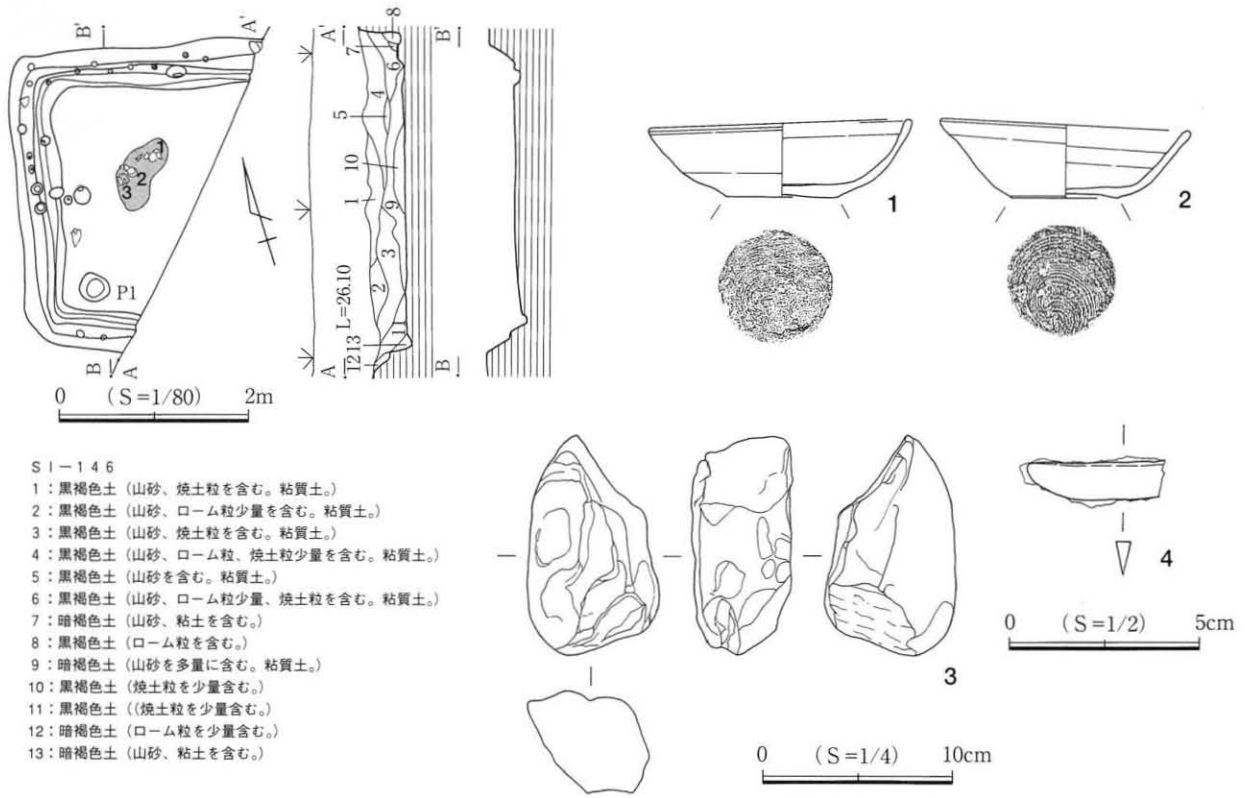 B' A'
1
2
3
P1
B A
0 (S=1/80) 2m
A' 8 B'
7
6
4
5
10
1
9
3
2
L=26.10
11
A 12 13 B
1
2
3
4
0 (S=1/2) 5cm
0 (S=1/4) 10cm
SI-146
1：黒褐色土（山砂、焼土粒を含む。粘質土。）
2：黒褐色土（山砂、ローム粒少量を含む。粘質土。）
3：黒褐色土（山砂、焼土粒を含む。粘質土。）
4：黒褐色土（山砂、ローム粒、焼土粒少量を含む。粘質土。）
5：黒褐色土（山砂を含む。粘質土。）
6：黒褐色土（山砂、ローム粒少量、焼土粒を含む。粘質土。）
7：暗褐色土（山砂、粘土を含む。）
8：黒褐色土（ローム粒を含む。）
9：暗褐色土（山砂を多量に含む。粘質土。）
10：黒褐色土（焼土粒を少量含む。）
11：黒褐色土（（焼土粒を少量含む。）
12：暗褐色土（ローム粒を少量含む。）
13：暗褐色土（山砂、粘土を含む。）